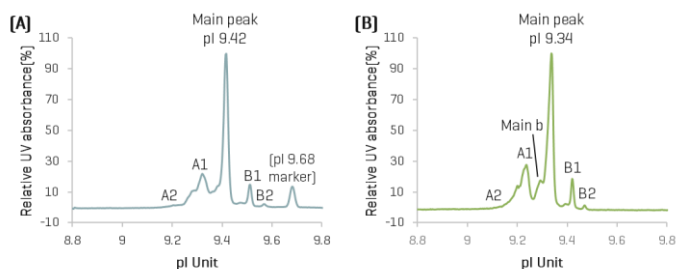 [A]
Main peak
pI 9.42
Relative UV absorbance[%]
110
90
70
50
30
10
-10
A2
A1
B1
B2
[pI 9.68
marker]
8.8
9
9.2
9.4
9.6
9.8
pI Unit
[B]
Main peak
pI 9.34
Relative UV absorbance[%]
110
90
70
50
30
10
-10
Main b
A2
A1
B1
B2
8.8
9
9.2
9.4
9.6
9.8
pI Unit